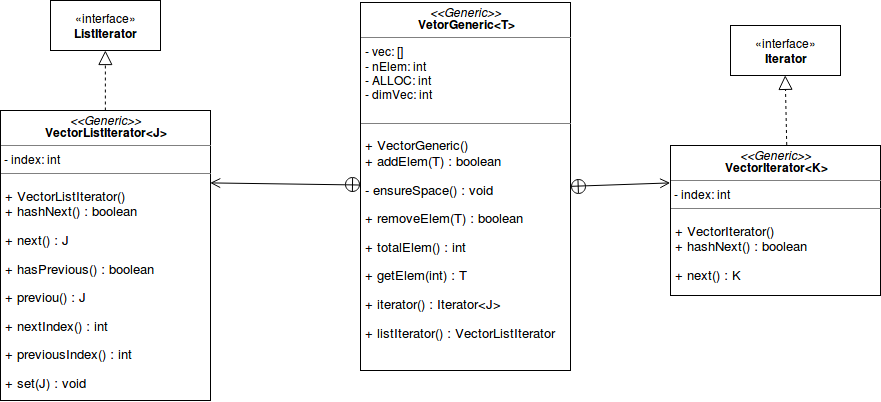 «interface»
ListIterator
<<Generic>>
VectorListIterator<J>
- index: int
+ VectorListIterator()
+ hashNext() : boolean
+ next() : J
+ hasPrevious() : boolean
+ previou() : J
+ nextIndex() : int
+ previousIndex() : int
+ set(J) : void
<<Generic>>
VetorGeneric<T>
- vec: []
- nElem: int
- ALLOC: int
- dimVec: int
+ VectorGeneric()
+ addElem(T) : boolean
- ensureSpace() : void
+ removeElem(T) : boolean
+ totalElem() : int
+ getElem(int) : T
+ iterator() : Iterator<J>
+ listIterator() : VectorListIterator
«interface»
Iterator
<<Generic>>
VectorIterator<K>
- index: int
+ VectorIterator()
+ hashNext() : boolean
+ next() : K